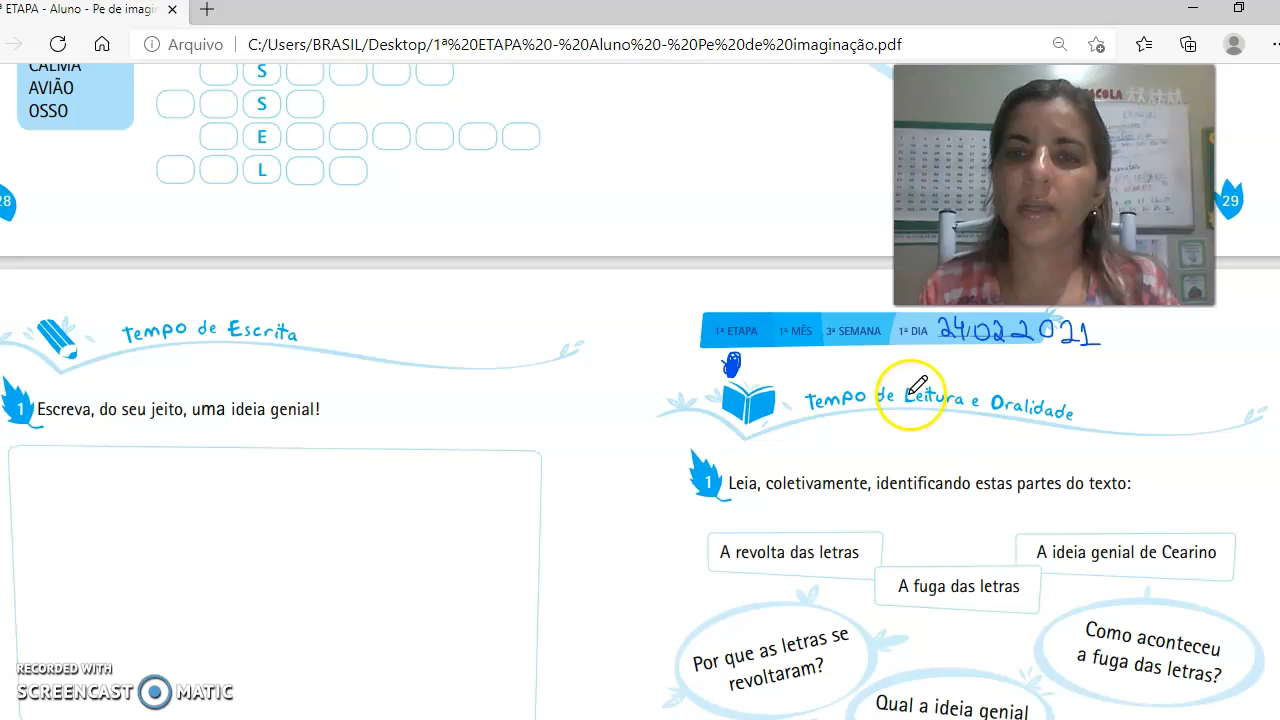 ETAPA - Aluno - Pe de imagin
Arquivo
C:/Users/BRASIL/Desktop/1ª%20ETAPA%20-%20Aluno%20-%20Pe%20de%20imaginação.pdf
CALMA
AVIÃO
OSSO
S
S
E
L
28
29
COLA
Tempo de Escrita
1 Escreva, do seu jeito, uma ideia genial!
1ª ETAPA 1º MÊS 3ª SEMANA 1º DIA 24/02 2021
Tempo de Leitura e Oralidade
1 Leia, coletivamente, identificando estas partes do texto:
A revolta das letras
A ideia genial de Cearino
A fuga das letras
Por que as letras se
revoltaram?
Como aconteceu
a fuga das letras?
Qual a ideia genial
RECORDED WITH
SCREENCAST MATIC